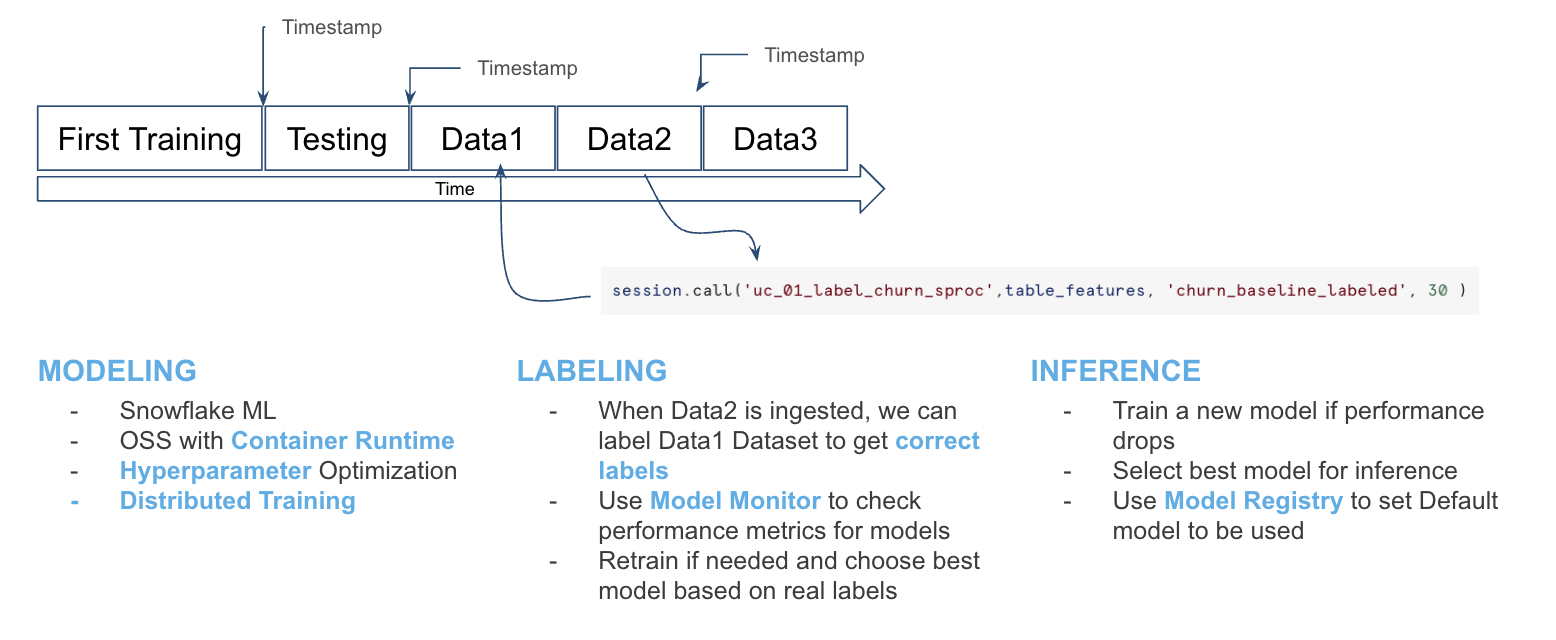 Timestamp
Timestamp
Timestamp
First Training
Testing
Data1
Data2
Data3
Time
session.call('uc_01_label_churn_sproc',table_features, 'churn_baseline_labeled', 30 )
MODELING
- Snowflake ML
- OSS with Container Runtime
- Hyperparameter Optimization
- Distributed Training
LABELING
- When Data2 is ingested, we can
label Data1 Dataset to get correct
labels
- Use Model Monitor to check
performance metrics for models
- Retrain if needed and choose best
model based on real labels
INFERENCE
- Train a new model if performance
drops
- Select best model for inference
- Use Model Registry to set Default
model to be used